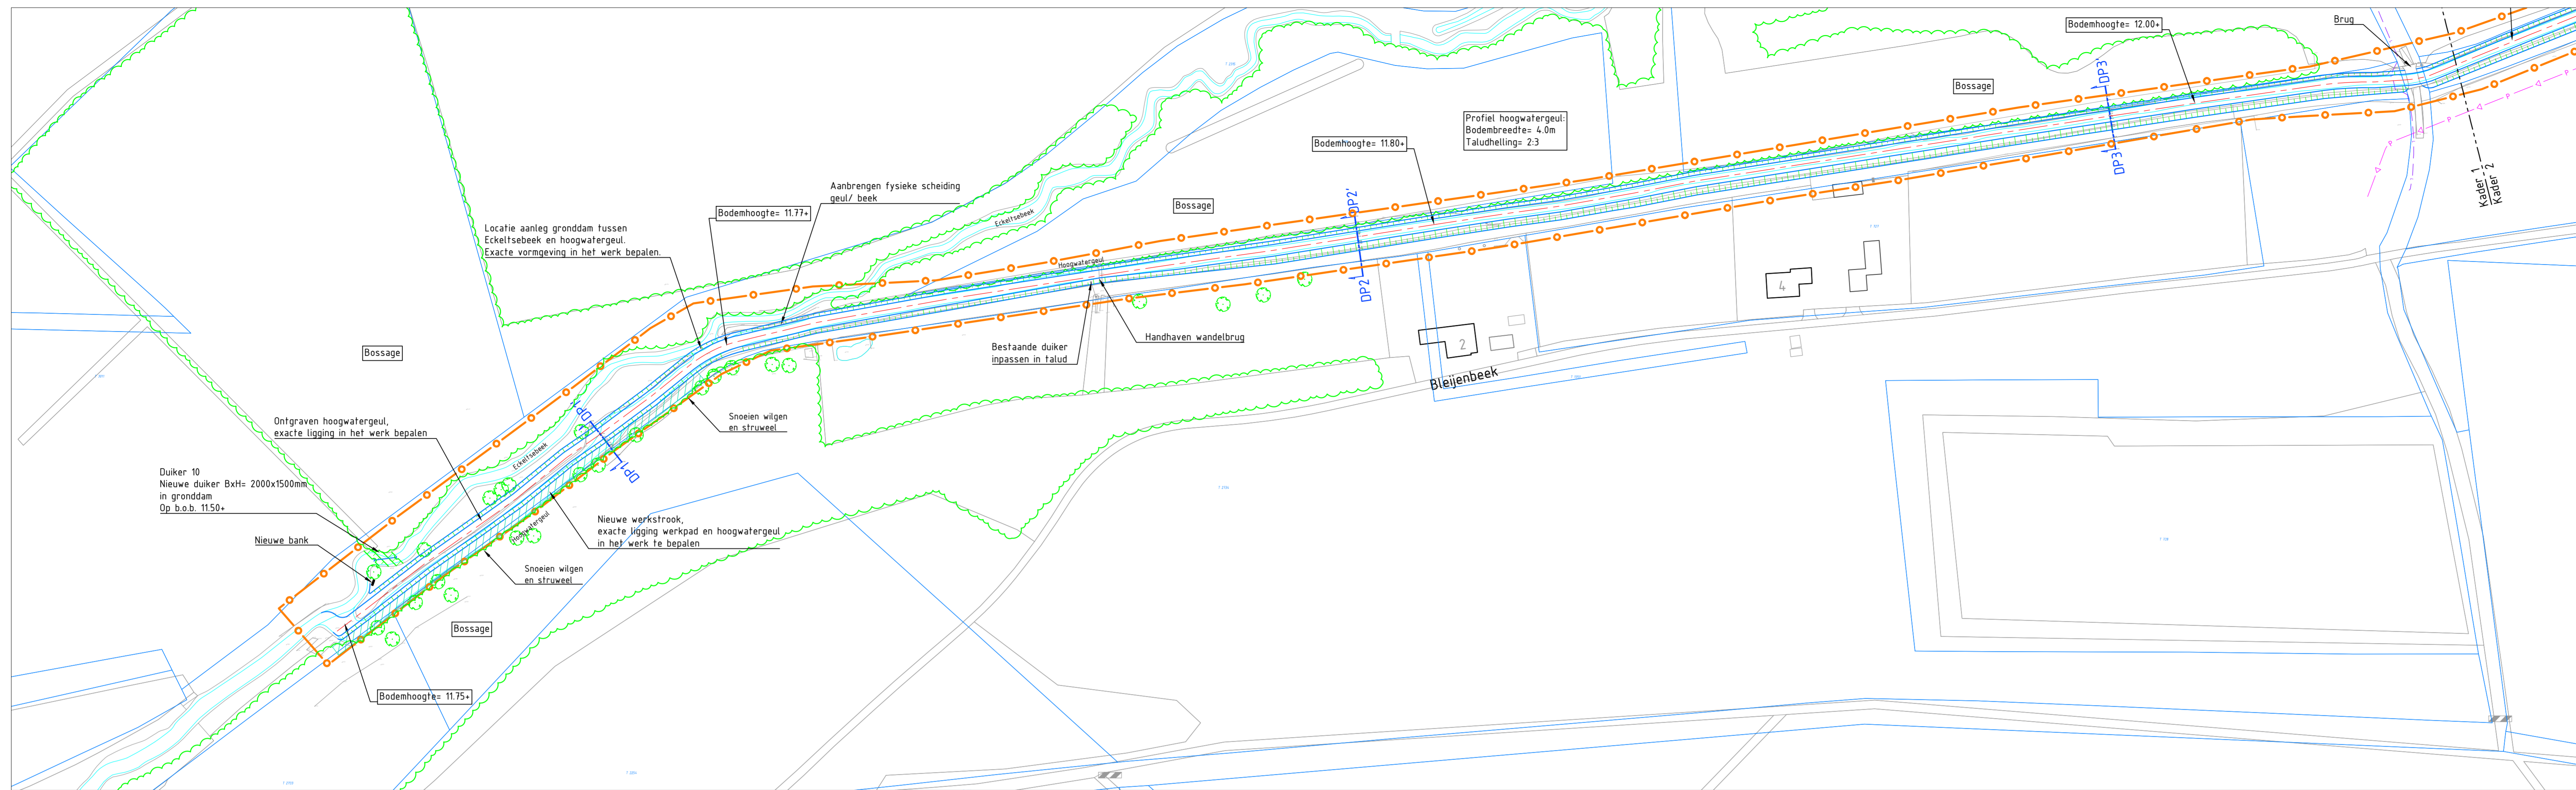 Bodemhoogte= 12.00+
Brug
Bossage
DP3'
DP3
Kader 1
Kader 2
P
P
P
Profiel hoogwatergeul:
Bodembreedte= 4.0m
Taludhelling= 2:3
Bodemhoogte= 11.80+
Bossage
DP2'
DP2
Aanbrengen fysieke scheiding
geul/ beek
Bodemhoogte= 11.77+
Eckeltsebeek
Hoogwatergeul
Locatie aanleg gronddam tussen
Eckeltsebeek en hoogwatergeul.
Exacte vormgeving in het werk bepalen.
Handhaven wandelbrug
Bestaande duiker
inpassen in talud
4
2
Bleijenbeek
Bossage
Snoeien wilgen
en struweel
DP1'
DP1
Ontgraven hoogwatergeul,
exacte ligging in het werk bepalen
Eckeltsebeek
Duiker 10
Nieuwe duiker BxH= 2000x1500mm
in gronddam
Op b.o.b. 11.50+
Nieuwe bank
Hoogwatergeul
Nieuwe werkstrook,
exacte ligging werkpad en hoogwatergeul
in het werk te bepalen
Snoeien wilgen
en struweel
Bossage
Bodemhoogte= 11.75+